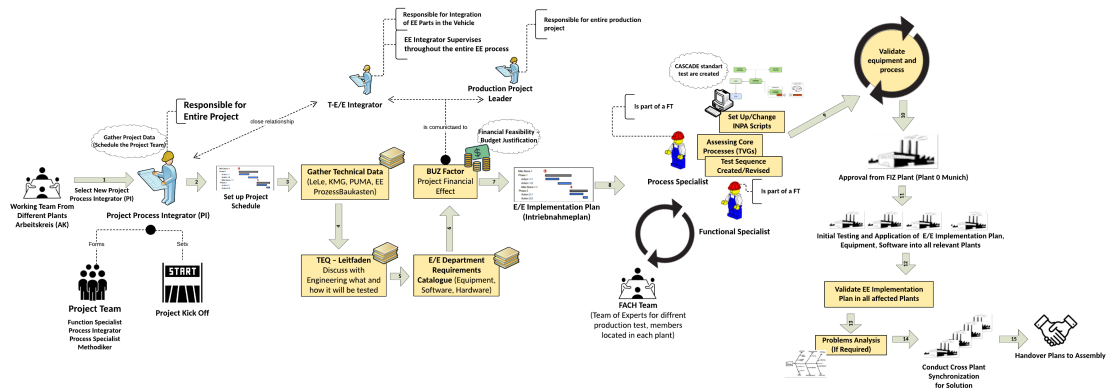 Responsible for Integration
of EE Parts in the Vehicle
EE Integrator Supervises
throughout the entire EE process
Responsible for entire production
project
T-E/E Integrator
Production Project
Leader
close relationship
is comunictaed to
Financial Feasibility –
Budget Justification
Responsible for
Entire Project
Gather Project Data
(Schedule the Project Team)
Working Team From
Different Plants
Arbeitskreis (AK)
1
Select New Project
Process Integrator (PI)
Project Process Integrator (PI)
2
Set up Project
Schedule
3
Forms
Sets
Project Team
Function Specialist
Process Integrator
Process Specialist
Methodiker
START
Project Kick Off
Gather Technical Data
(LeLe, KMG, PUMA, EE
ProzessBaukasten)
4
TEQ – Leitfaden
Discuss with
Engineering what and
how it will be tested
5
E/E Department
Requirements
Catalogue (Equipment,
Software, Hardware)
6
BUZ Factor
Project Financial
Effect
7
E/E Implementation Plan
(Intriebnahmeplan)
8
CASCADE standart
test are created
Is part of a FT
Set Up/Change
INPA Scripts
Assessing Core
Processes (TVGs)
Test Sequence
Created/Revised
Process Specialist
Is part of a FT
Functional Specialist
FACH Team
(Team of Experts for diffrent
production test, members
located in each plant)
9
Validate
equipment and
process
10
Approval from FIZ Plant (Plant 0 Munich)
11
Initial Testing and Application of E/E Implementation Plan,
Equipment, Software into all relevant Plants
12
Validate EE Implementation
Plan in all affected Plants
13
Problems Analysis
(If Required)
14
Conduct Cross Plant
Synchronization
for Solution
15
Handover Plans to Assembly